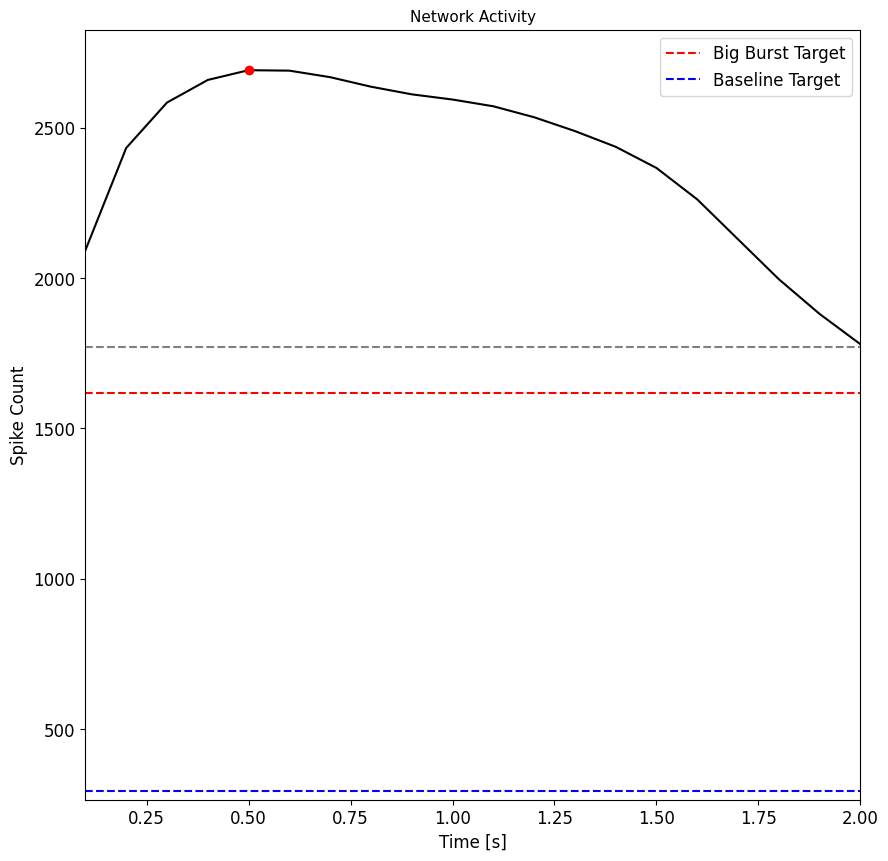 Network Activity
Big Burst Target
Baseline Target
Spike Count
2500
2000
1500
1000
500
0.25 0.50 0.75 1.00 1.25 1.50 1.75 2.00
Time [s]